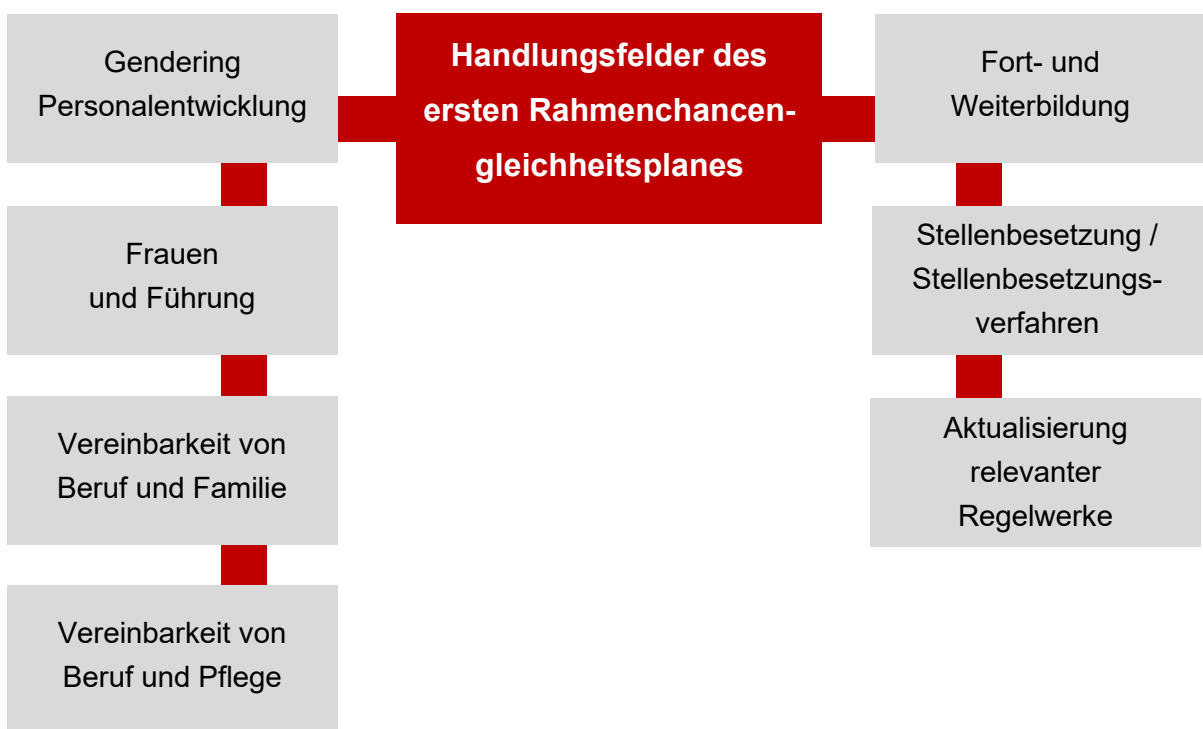 Handlungsfelder des
ersten Rahmenchancen-
gleichheitsplanes
Gendering
Personalentwicklung
Frauen
und Führung
Vereinbarkeit von
Beruf und Familie
Vereinbarkeit von
Beruf und Pflege
Fort- und
Weiterbildung
Stellenbesetzung /
Stellenbesetzungs-
verfahren
Aktualisierung
relevanter
Regelwerke